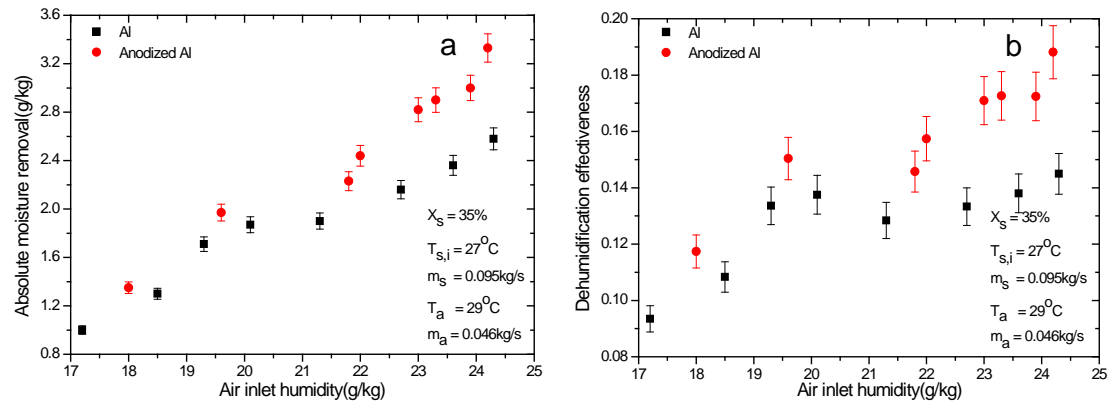 Al
Anodized Al
a
Absolute moisture removal(g/kg)
3.6
3.2
2.8
2.4
2.0
1.6
1.2
0.8
X_s = 35%
T_s,i = 27°C
m_s = 0.095kg/s
T_a = 29°C
m_a = 0.046kg/s
17 18 19 20 21 22 23 24 25
Air inlet humidity(g/kg)
Al
Anodized Al
b
Dehumidification effectiveness
0.20
0.18
0.16
0.14
0.12
0.10
0.08
X_s = 35%
T_s,i = 27°C
m_s = 0.095kg/s
T_a = 29°C
m_a = 0.046kg/s
17 18 19 20 21 22 23 24 25
Air inlet humidity(g/kg)